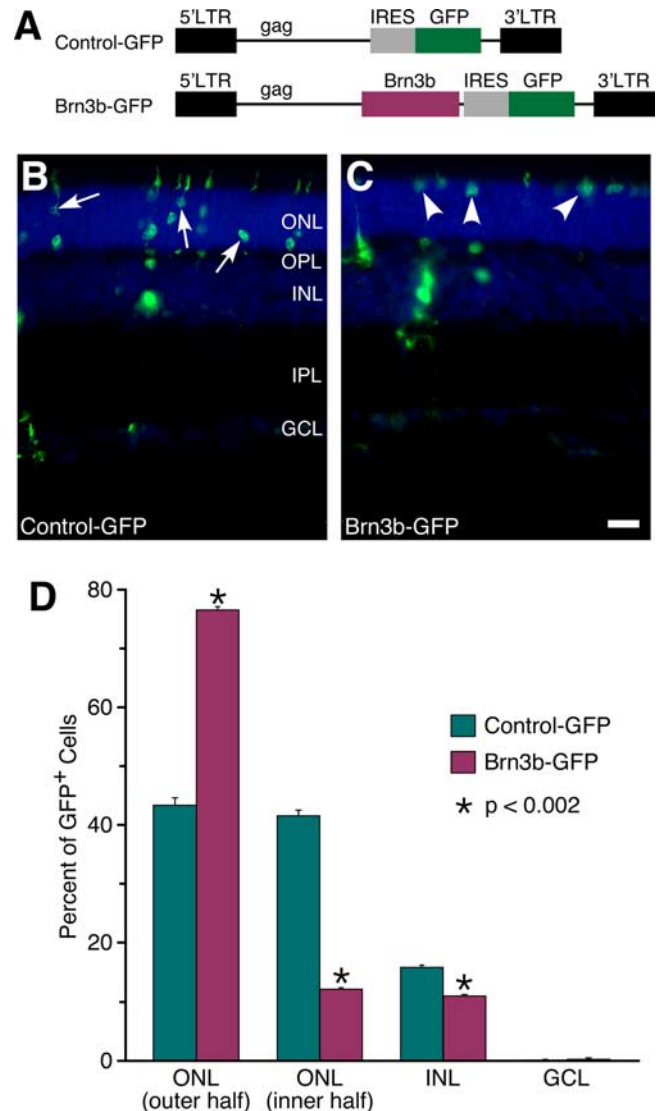 A
5'LTR gag IRES GFP 3'LTR
Control-GFP
5'LTR gag Brn3b IRES GFP 3'LTR
Brn3b-GFP
B
C
ONL
OPL
INL
IPL
GCL
Control-GFP
Brn3b-GFP
D
80
60
40
20
0
Percent of GFP+ Cells
*
*
*
Control-GFP
Brn3b-GFP
* p < 0.002
ONL (outer half)
ONL (inner half)
INL
GCL